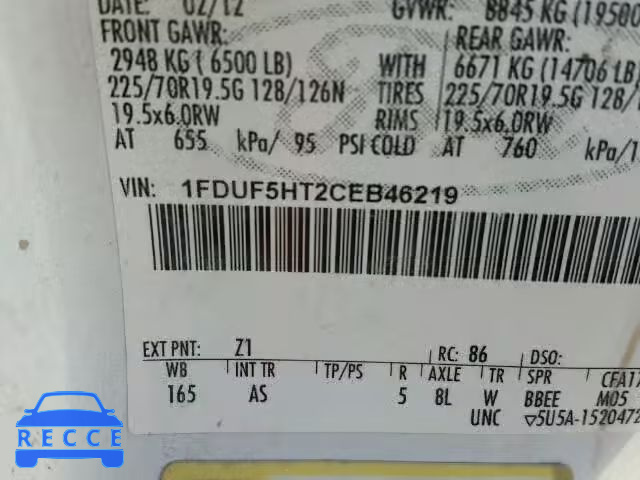 DATE: 02/12 GVWR: 8845 KG (19500
FRONT GAWR: REAR GAWR:
2948 KG ( 6500 LB) WITH 6671 KG (14706 LB)
225/70R19.5G 128/126N TIRES 225/70R19.5G 128/
19.5x6.0RW RIMS 19.5x6.0RW
AT 655 kPa/ 95 PSI COLD AT 760 kPa/1
VIN: 1FDUF5HT2CEB46219
EXT PNT: Z1 RC: 86 DSO:
WB INT TR TP/PS R AXLE TR SPR CFA17
165 AS 5 8L W BBEE M05
UNC ▽5U5A-1520472
AUTO
RECCE